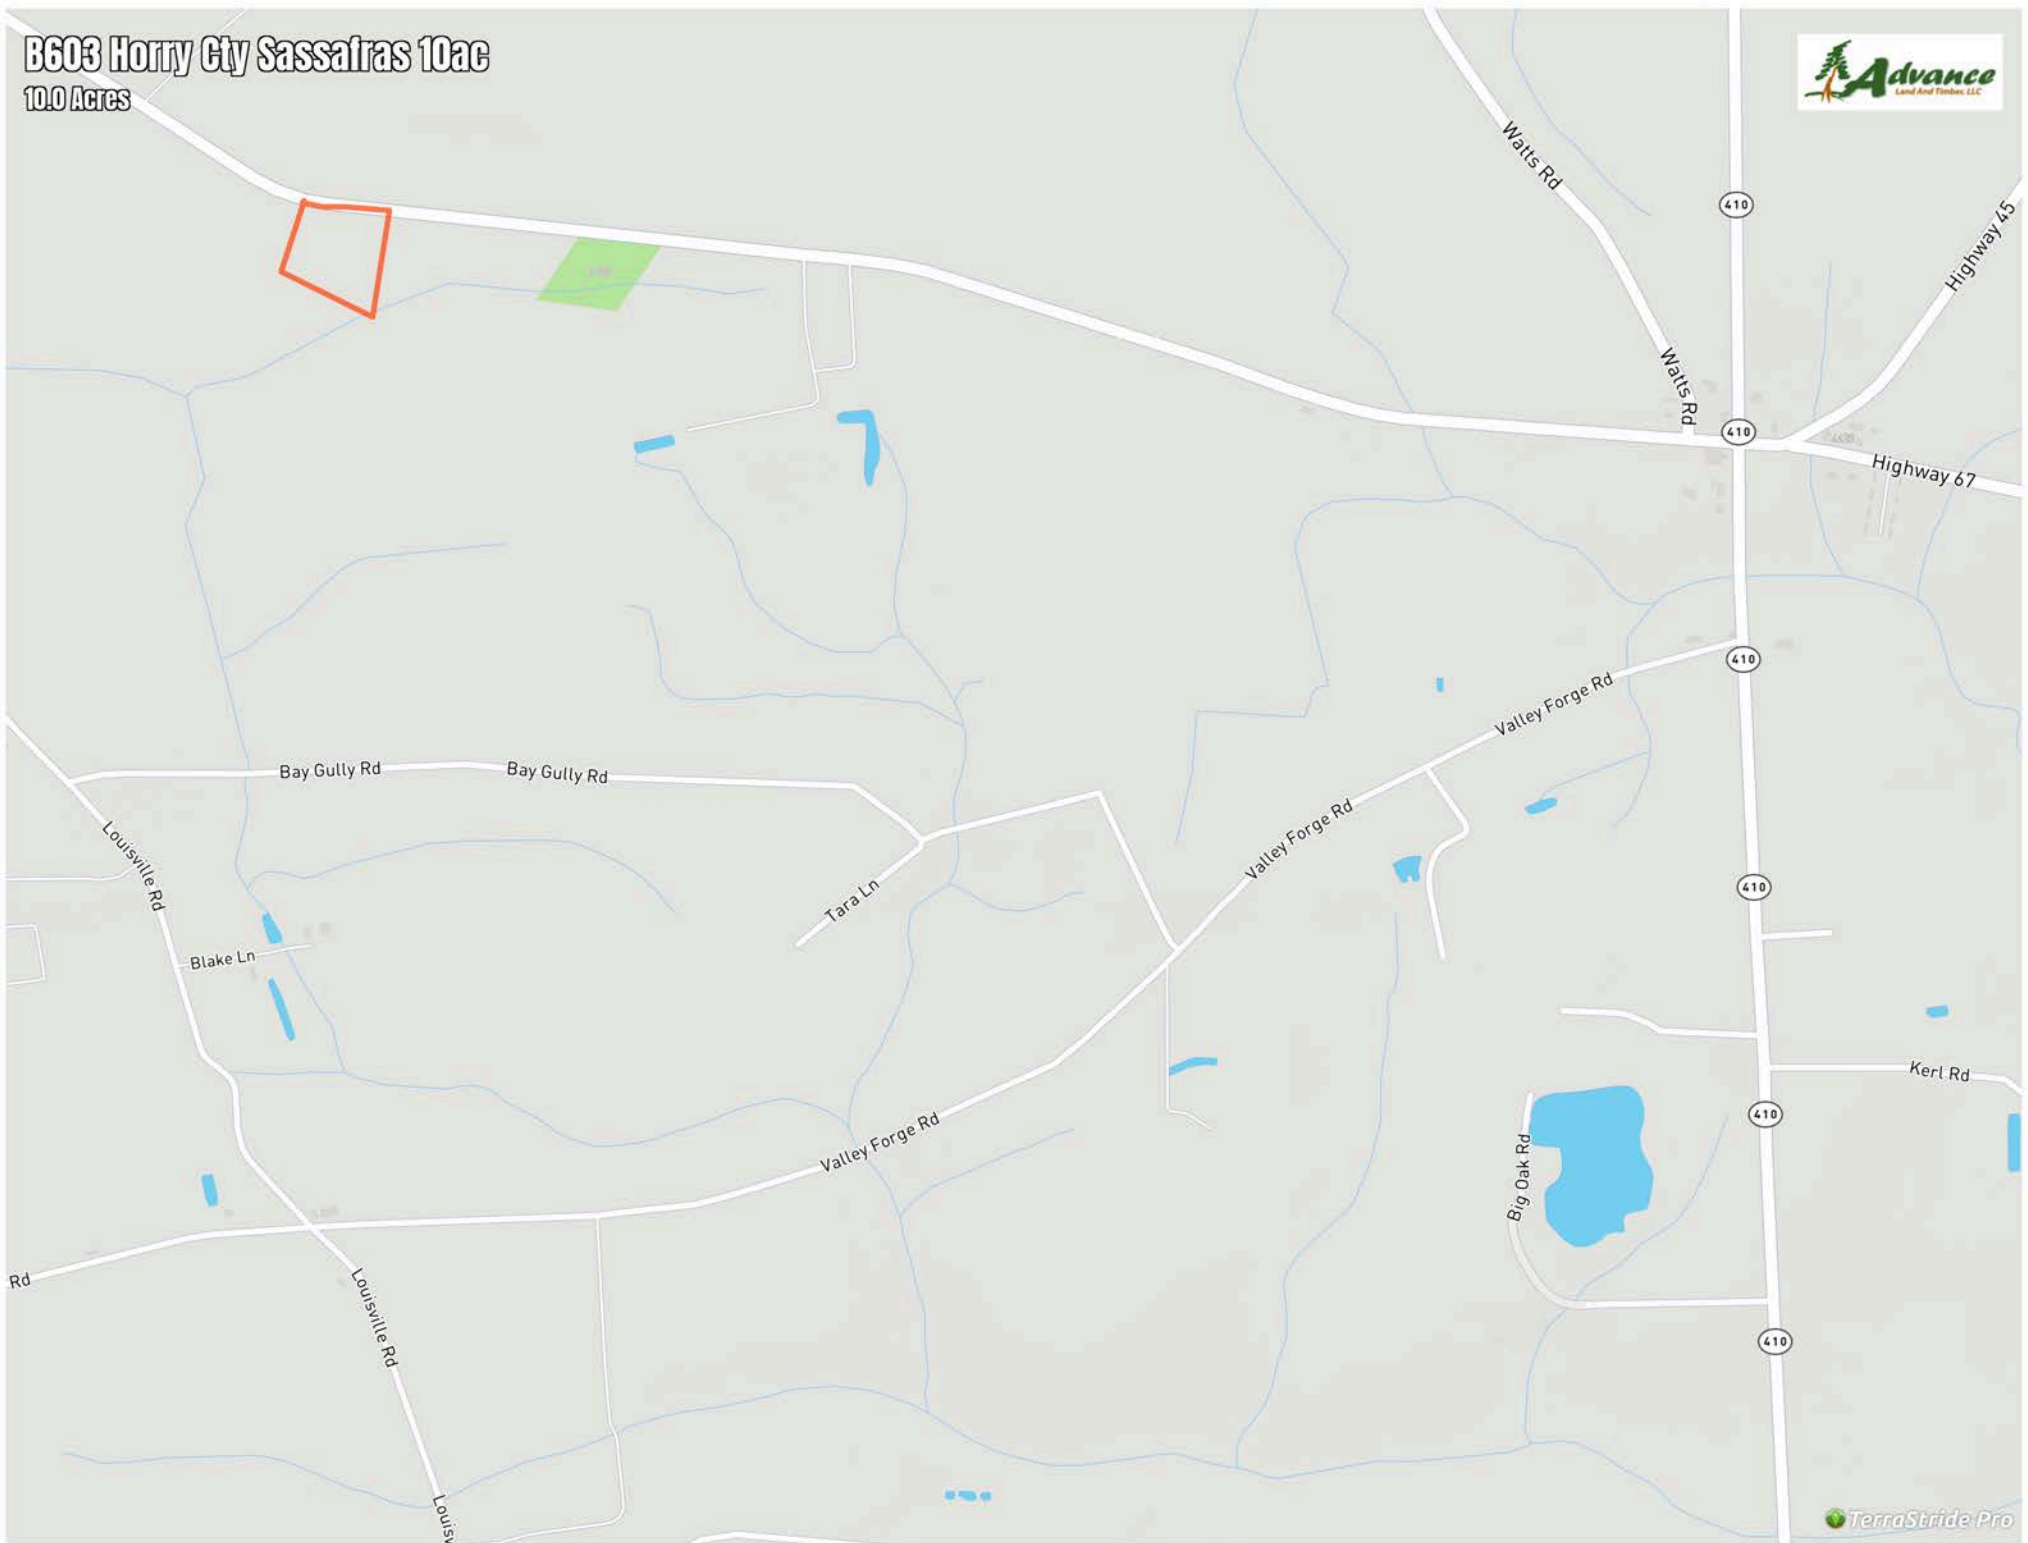 B603 Horry Cty Sassafras 10ac
10.0 Acres
Advance
Land And Timber, LLC
Watts Rd
410
Highway 45
Watts Rd
410
Highway 67
410
Valley Forge Rd
Bay Gully Rd
Bay Gully Rd
Valley Forge Rd
Louisville Rd
Tara Ln
410
Blake Ln
Kerl Rd
410
Valley Forge Rd
Big Oak Rd
Rd
Louisville Rd
410
Louisv
TerraStride Pro